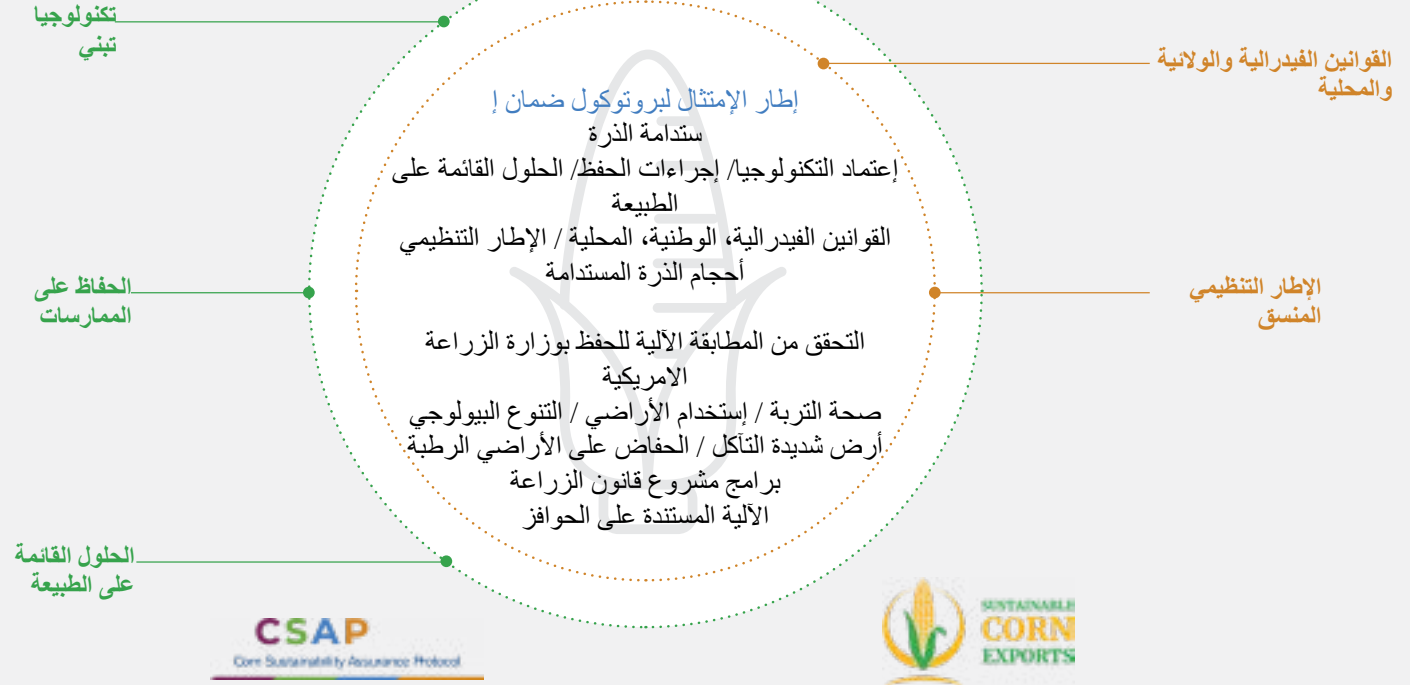 تكنولوجيا
تبني
القوانين الفيدرالية والولائية
والمحلية
إطار الإمتثال لبروتوكول ضمان إ
ستدامة الذرة
إعتماد التكنولوجيا/ إجراءات الحفظ/ الحلول القائمة على
الطبيعة
القوانين الفيدرالية، الوطنية، المحلية / الإطار التنظيمي
أحجام الذرة المستدامة
الحفاظ على
الممارسات
الإطار التنظيمي
المنسق
التحقق من المطابقة الآلية للحفظ بوزارة الزراعة
الامريكية
صحة التربة / إستخدام الأراضي / التنوع البيولوجي
أرض شديدة التآكل / الحفاض على الأراضي الرطبة
برامج مشروع قانون الزراعة
الآلية المستندة على الحوافز
الحلول القائمة
على الطبيعة
CSAP
Corn Sustainability Assurance Protocol
SUSTAINABLE
CORN
EXPORTS